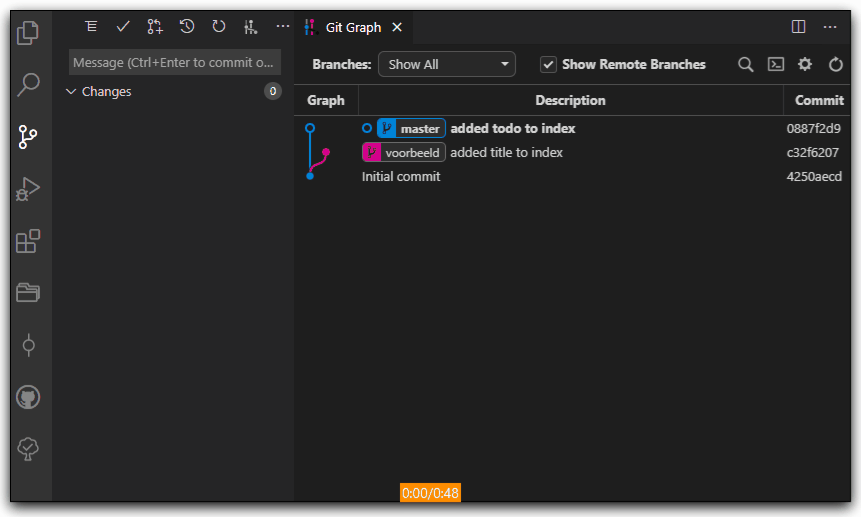 Git Graph
Message (Ctrl+Enter to commit o...
Changes
0
Branches:
Show All
Show Remote Branches
Graph
Description
Commit
master
added todo to index
0887f2d9
voorbeeld
added title to index
c32f6207
Initial commit
4250aecd
0:00/0:48